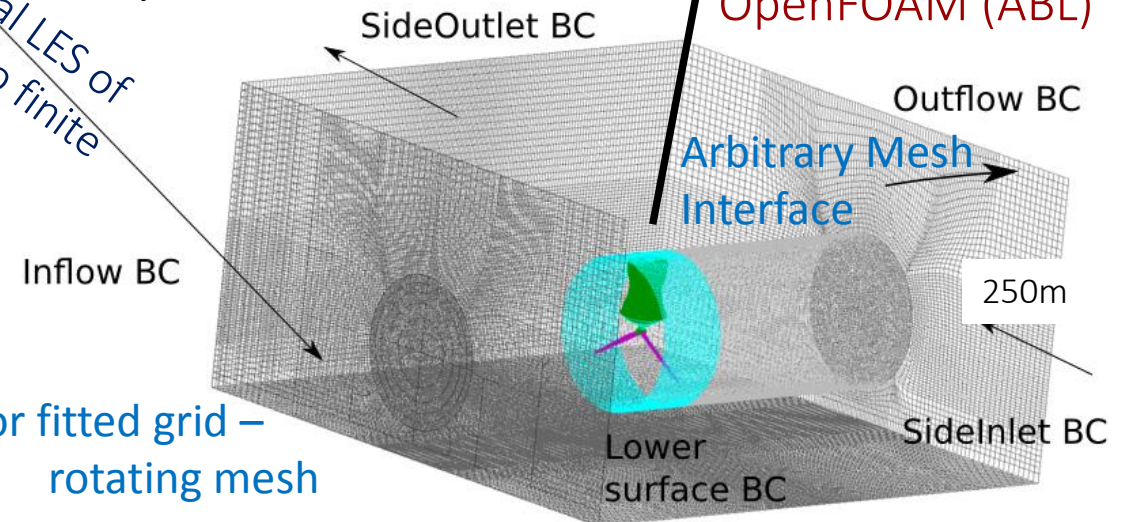 OpenFOAM (ABL)
SideOutlet BC
al LES of
o finite
Outflow BC
Arbitrary Mesh
Interface
Inflow BC
250m
or fitted grid –
rotating mesh
Lower
surface BC
SideInlet BC